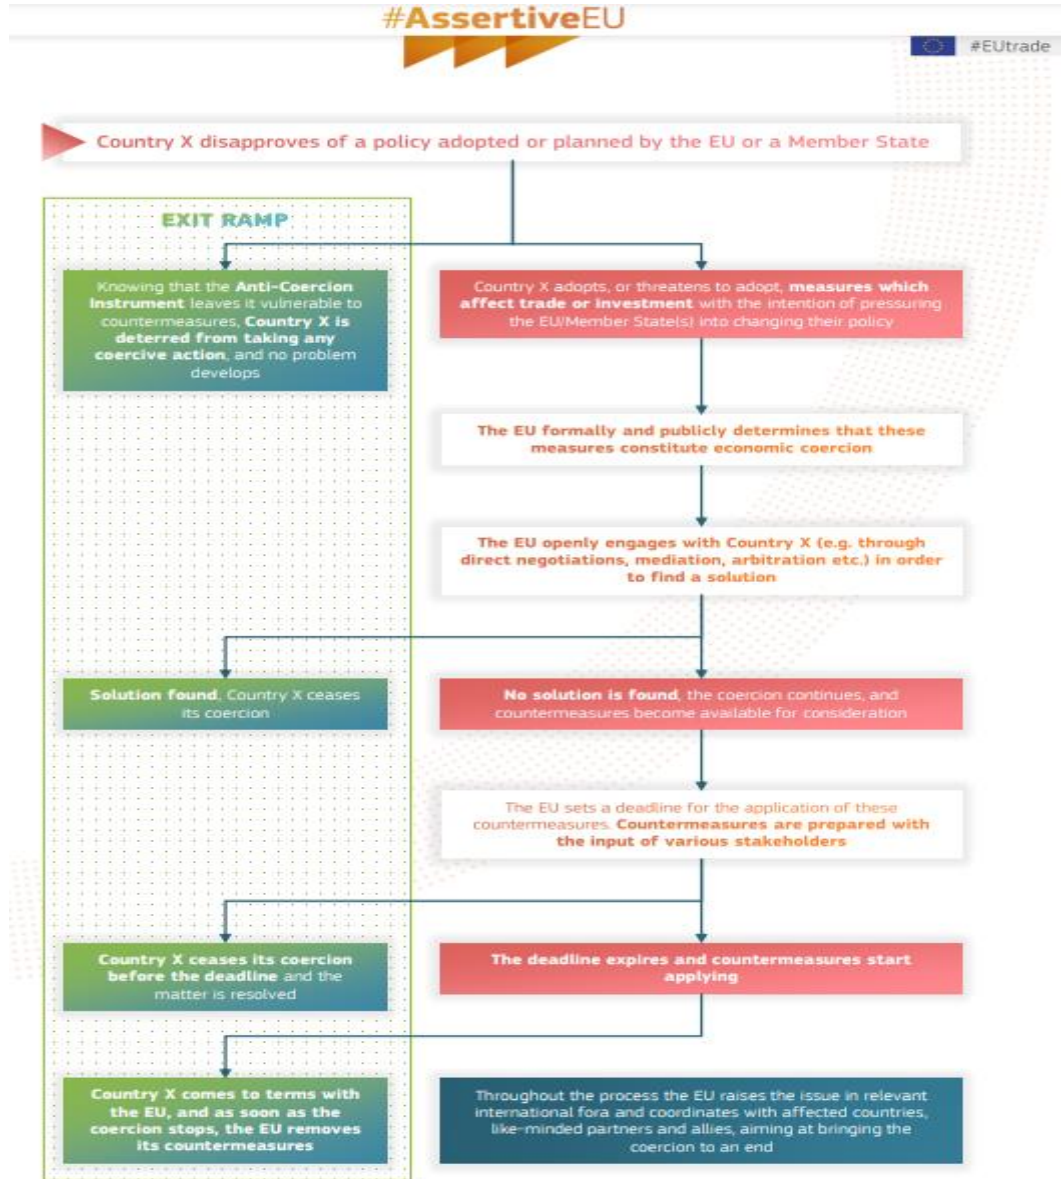 #AssertiveEU
#EUtrade
Country X disapproves of a policy adopted or planned by the EU or a Member State
EXIT RAMP
Knowing that the Anti-Coercion
Instrument leaves it vulnerable to
countermeasures, Country X is
deterred from taking any
coercive action, and no problem
develops
Country X adopts, or threatens to adopt, measures which
affect trade or investment with the intention of pressuring
the EU/Member State(s) into changing their policy
The EU formally and publicly determines that these
measures constitute economic coercion
The EU openly engages with Country X (e.g. through
direct negotiations, mediation, arbitration etc.) in order
to find a solution
Solution found, Country X ceases
its coercion
No solution is found, the coercion continues, and
countermeasures become available for consideration
The EU sets a deadline for the application of these
countermeasures. Countermeasures are prepared with
the input of various stakeholders
Country X ceases its coercion
before the deadline and the
matter is resolved
The deadline expires and countermeasures start
applying
Country X comes to terms with
the EU, and as soon as the
coercion stops, the EU removes
its countermeasures
Throughout the process the EU raises the issue in relevant
international fora and coordinates with affected countries,
like-minded partners and allies, aiming at bringing the
coercion to an end